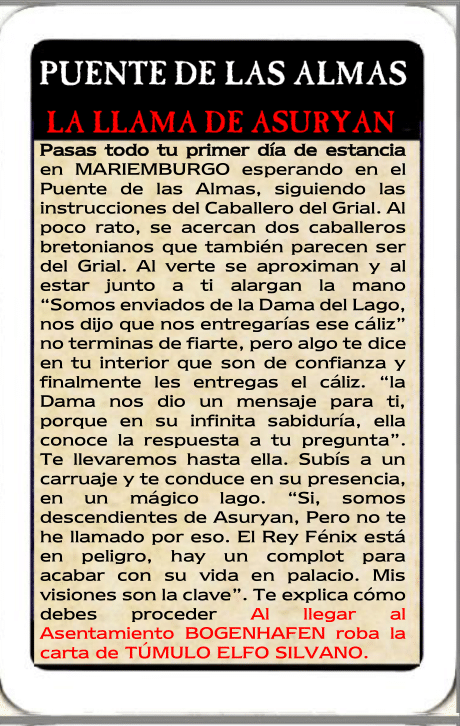 PUENTE DE LAS ALMAS
LA LLAMA DE ASURYAN
Pasas todo tu primer día de estancia
en MARIEMBURGO esperando en el
Puente de las Almas, siguiendo las
instrucciones del Caballero del Grial. Al
poco rato, se acercan dos caballeros
bretonianos que también parecen ser
del Grial. Al verte se aproximan y al
estar junto a ti alargan la mano
“Somos enviados de la Dama del Lago,
nos dijo que nos entregarías ese cáliz”
no terminas de fiarte, pero algo te dice
en tu interior que son de confianza y
finalmente les entregas el cáliz. “la
Dama nos dio un mensaje para ti,
porque en su infinita sabiduría, ella
conoce la respuesta a tu pregunta”.
Te llevaremos hasta ella. Subís a un
carruaje y te conduce en su presencia,
en un mágico lago. “Si, somos
descendientes de Asuryan, Pero no te
he llamado por eso. El Rey Fénix está
en peligro, hay un complot para
acabar con su vida en palacio. Mis
visiones son la clave”. Te explica cómo
debes proceder Al llegar al
Asentamiento BOGENHAFEN roba la
carta de TÚMULO ELFO SILVANO.